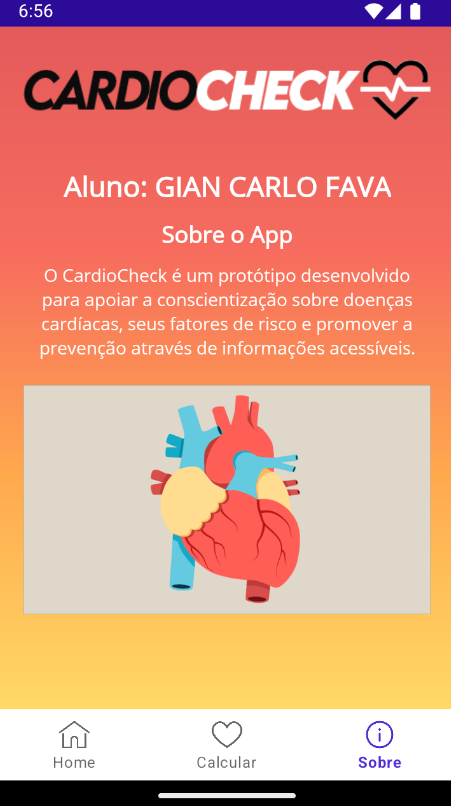 6:56
CARDIOCHECK
Aluno: GIAN CARLO FAVA
Sobre o App
O CardioCheck é um protótipo desenvolvido
para apoiar a conscientização sobre doenças
cardíacas, seus fatores de risco e promover a
prevenção através de informações acessíveis.
Home Calcular Sobre